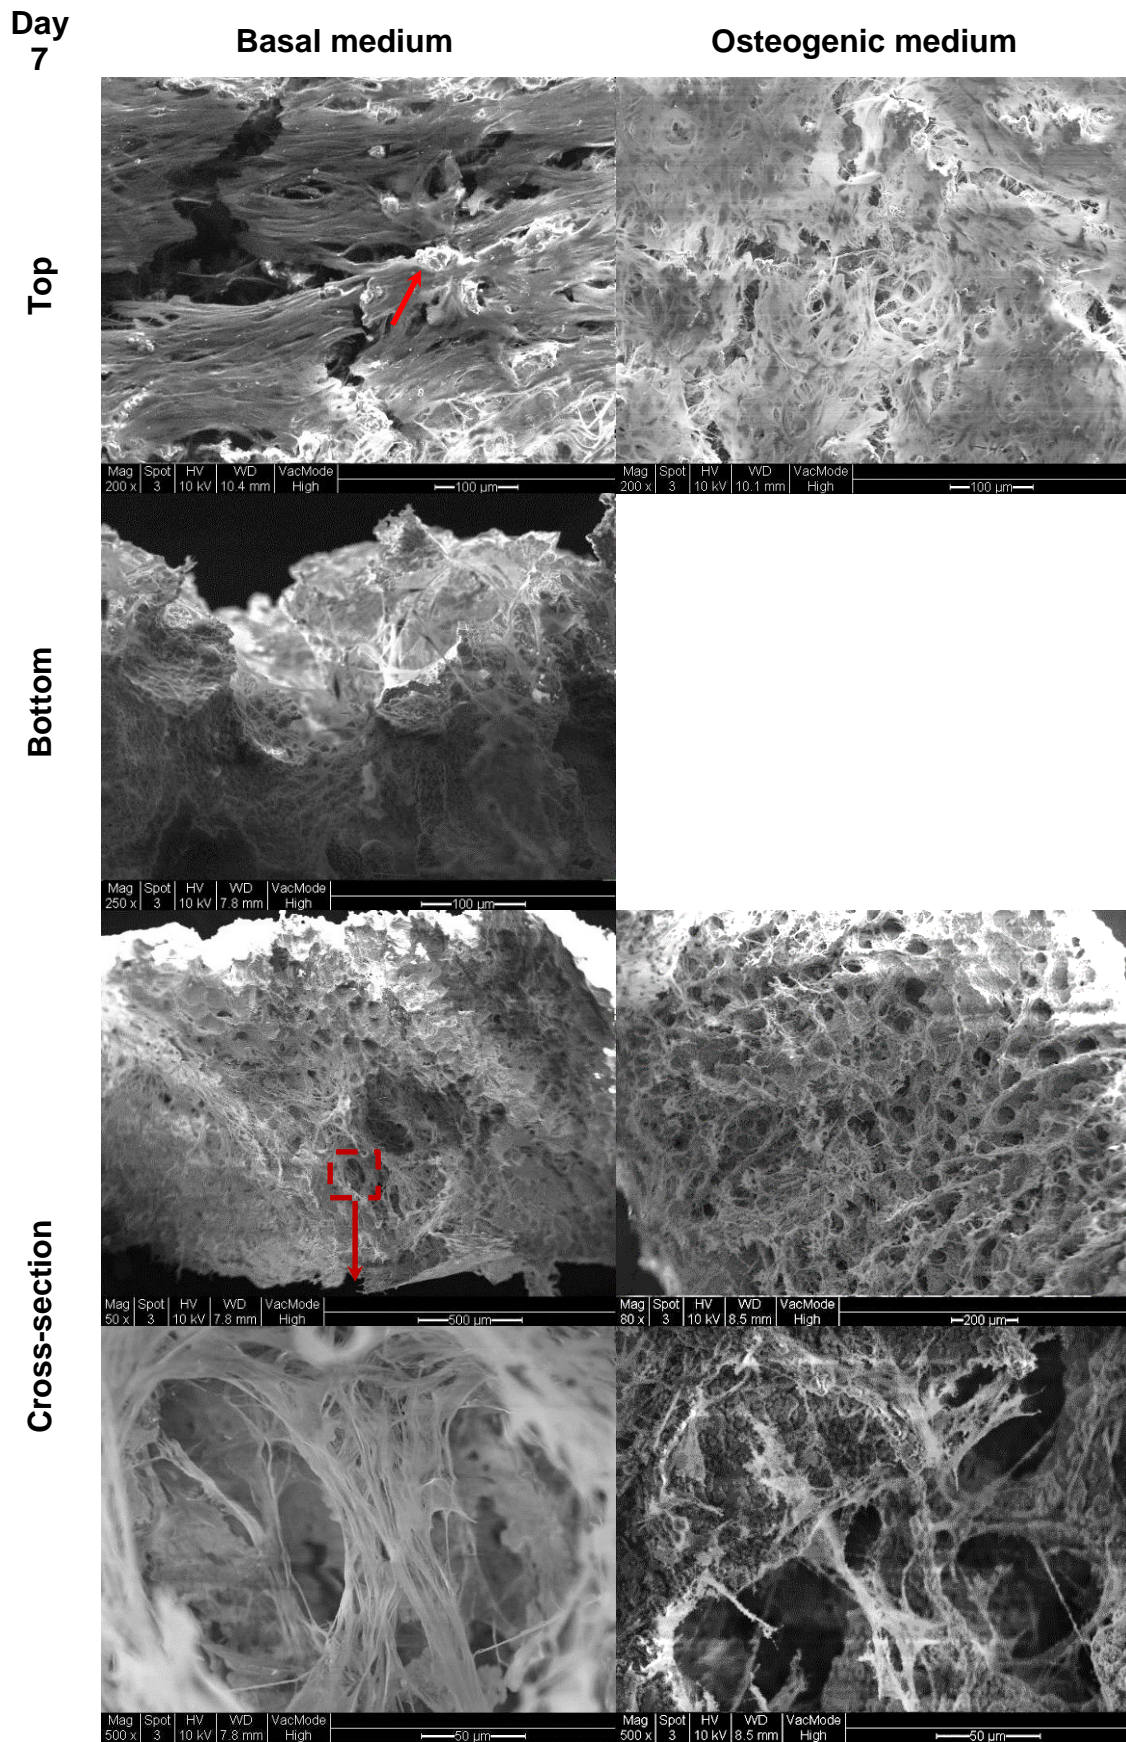 Day
7
Basal medium
Osteogenic medium
Top
Mag Spot HV WD VacMode
200 x 3 10 kV 10.4 mm High 100 µm
Mag Spot HV WD VacMode
200 x 3 10 kV 10.1 mm High 100 µm
Bottom
Mag Spot HV WD VacMode
250 x 3 10 kV 7.8 mm High 100 µm
Cross-section
Mag Spot HV WD VacMode
50 x 3 10 kV 7.8 mm High 500 µm
Mag Spot HV WD VacMode
80 x 3 10 kV 8.5 mm High 200 µm
Mag Spot HV WD VacMode
500 x 3 10 kV 7.8 mm High 50 µm
Mag Spot HV WD VacMode
500 x 3 10 kV 8.5 mm High 50 µm